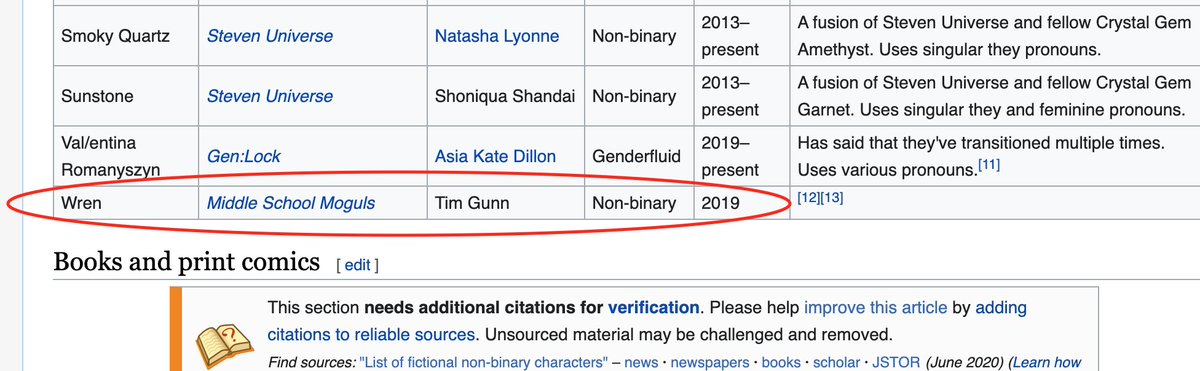 Smoky Quartz Steven Universe Natasha Lyonne Non-binary 2013–present A fusion of Steven Universe and fellow Crystal Gem
Amethyst. Uses singular they pronouns.
Sunstone Steven Universe Shoniqua Shandai Non-binary 2013–present A fusion of Steven Universe and fellow Crystal Gem
Garnet. Uses singular they and feminine pronouns.
Val/entina Romanyszyn Gen:Lock Asia Kate Dillon Genderfluid 2019–present Has said that they've transitioned multiple times.
Uses various pronouns.[11]
Wren Middle School Moguls Tim Gunn Non-binary 2019 [12][13]
Books and print comics [ edit ]
This section needs additional citations for verification. Please help improve this article by adding
citations to reliable sources. Unsourced material may be challenged and removed.
Find sources: "List of fictional non-binary characters" – news · newspapers · books · scholar · JSTOR (June 2020) (Learn how